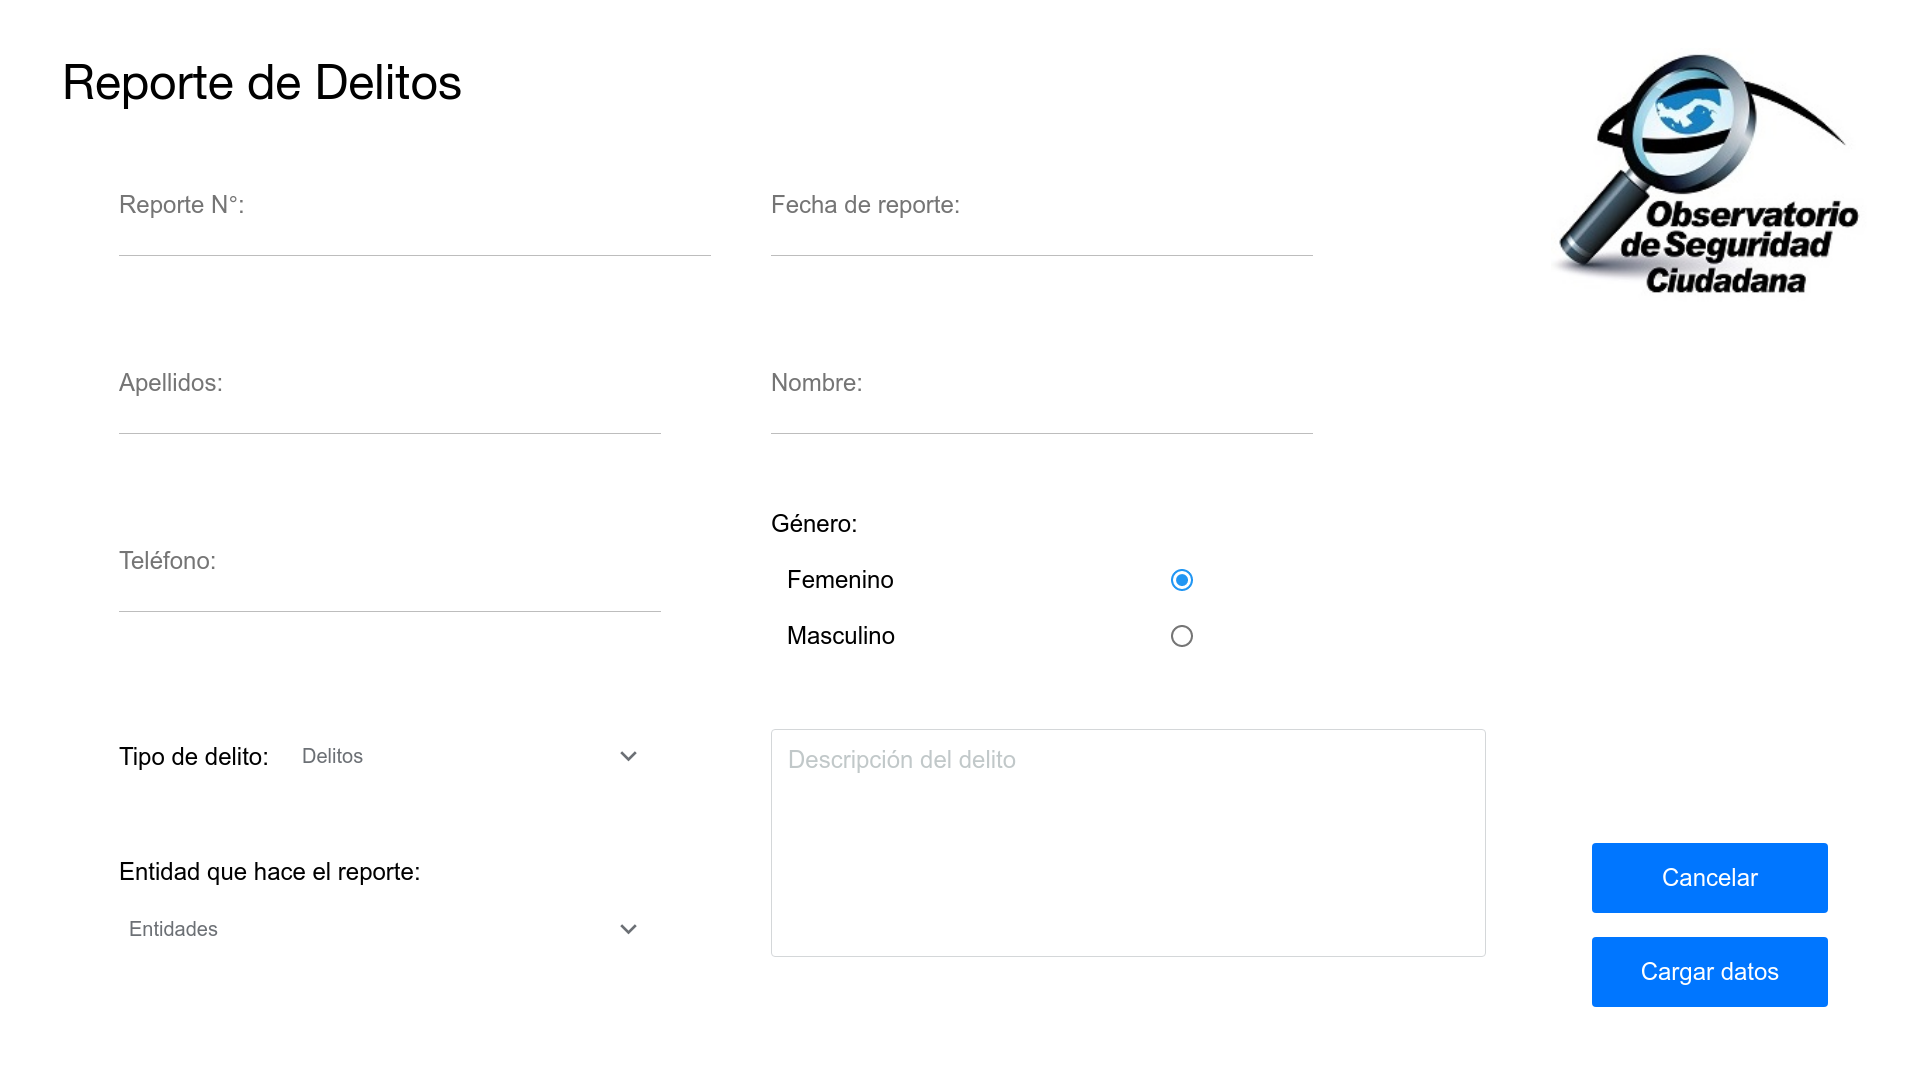 Reporte de Delitos
Observatorio
de Seguridad
Ciudadana
Reporte N°:
Fecha de reporte:
Apellidos:
Nombre:
Teléfono:
Género:
Femenino
Masculino
Tipo de delito:
Delitos
Descripción del delito
Entidad que hace el reporte:
Entidades
Cancelar
Cargar datos